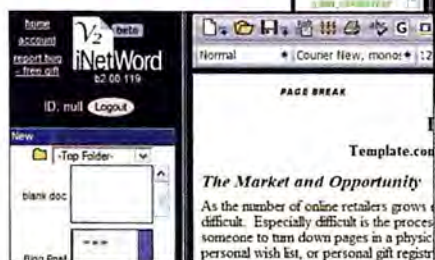 home
account
report bug
- free gift
V2 beta
iNetWord
b2 00 119
ID: null Logout
New
-Top Folder-
blank doc
Blog Post
G
Normal
Courier New, monos
12
PAGE BREAK
Template.com
The Market and Opportunity
As the number of online retailers grows
difficult. Especially difficult is the proces
someone to turn down pages in a physic
personal wish list, or personal gift registr